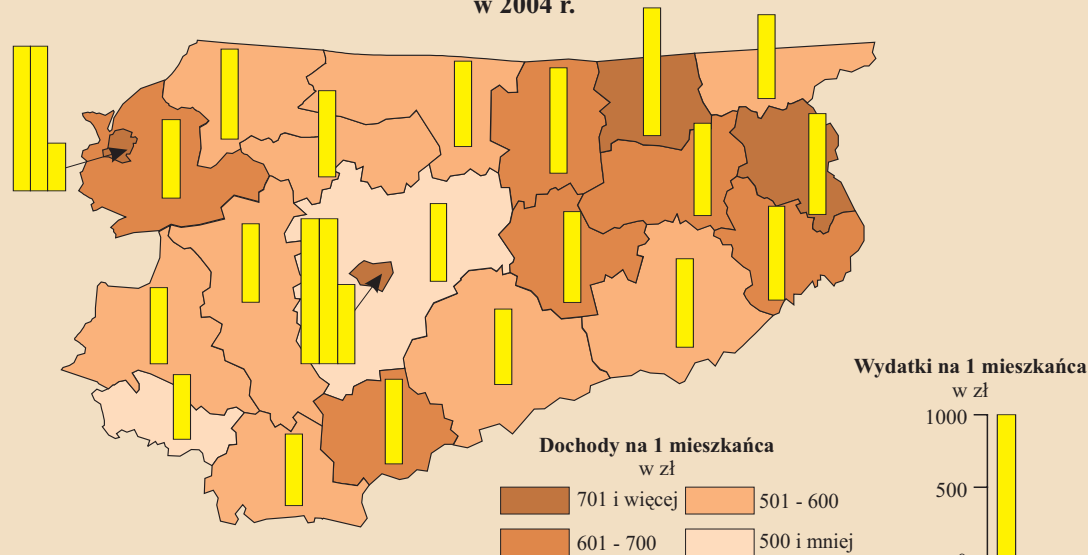 w 2004 r.
Wydatki na 1 mieszkańca
w zł
1000
500
Dochody na 1 mieszkańca
w zł
701 i więcej
501 - 600
601 - 700
500 i mniej